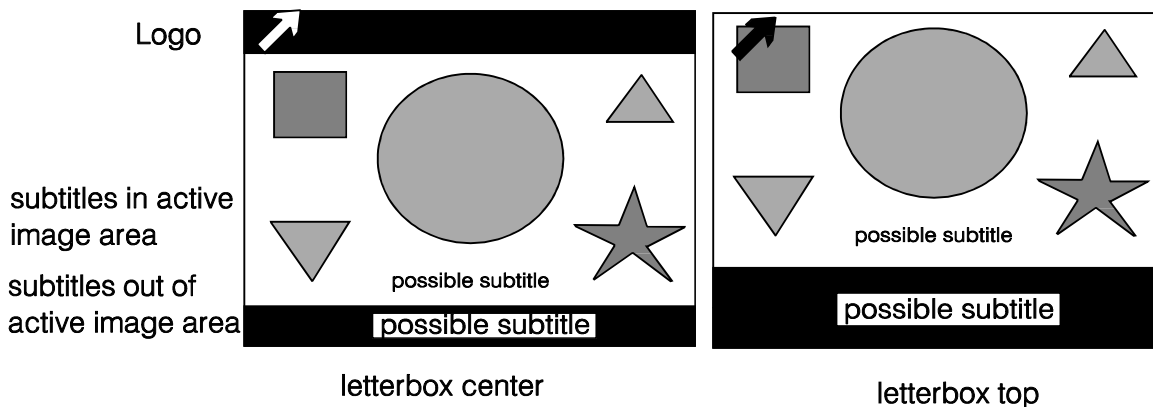 Logo
subtitles in active
image area
subtitles out of
active image area
possible subtitle
possible subtitle
letterbox center
possible subtitle
possible subtitle
letterbox top